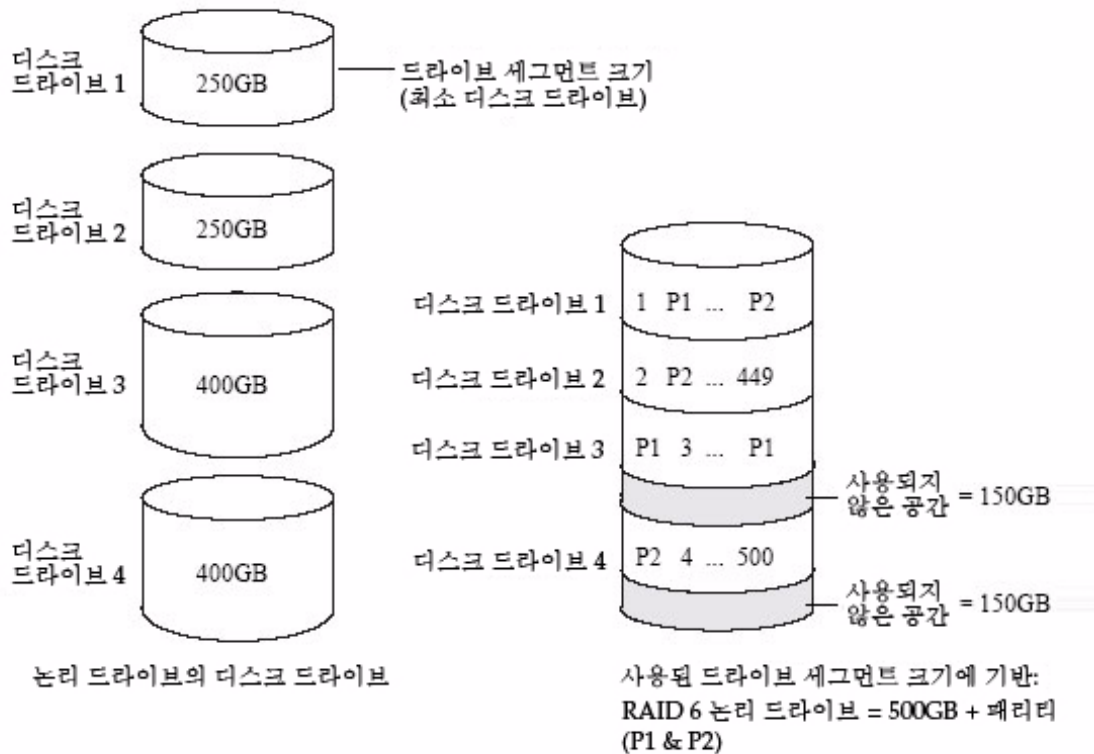 디스크
드라이브 1
250GB
드라이브 세그먼트 크기
(최소 디스크 드라이브)
디스크
드라이브 2
250GB
디스크
드라이브 3
400GB
디스크
드라이브 4
400GB
논리 드라이브의 디스크 드라이브
디스크 드라이브 1
1 P1 ... P2
디스크 드라이브 2
2 P2 ... 449
디스크 드라이브 3
P1 3 ... P1
사용되지
않은 공간 = 150GB
디스크 드라이브 4
P2 4 ... 500
사용되지
않은 공간 = 150GB
사용된 드라이브 세그먼트 크기에 기반:
RAID 6 논리 드라이브 = 500GB + 패리티
(P1 & P2)